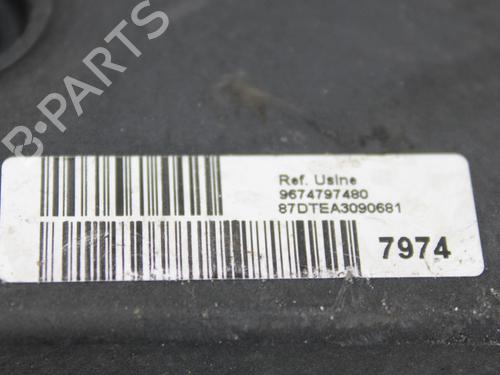 B-PARTS
Ref. Usine
9674797480
87DTEA3090681
7974